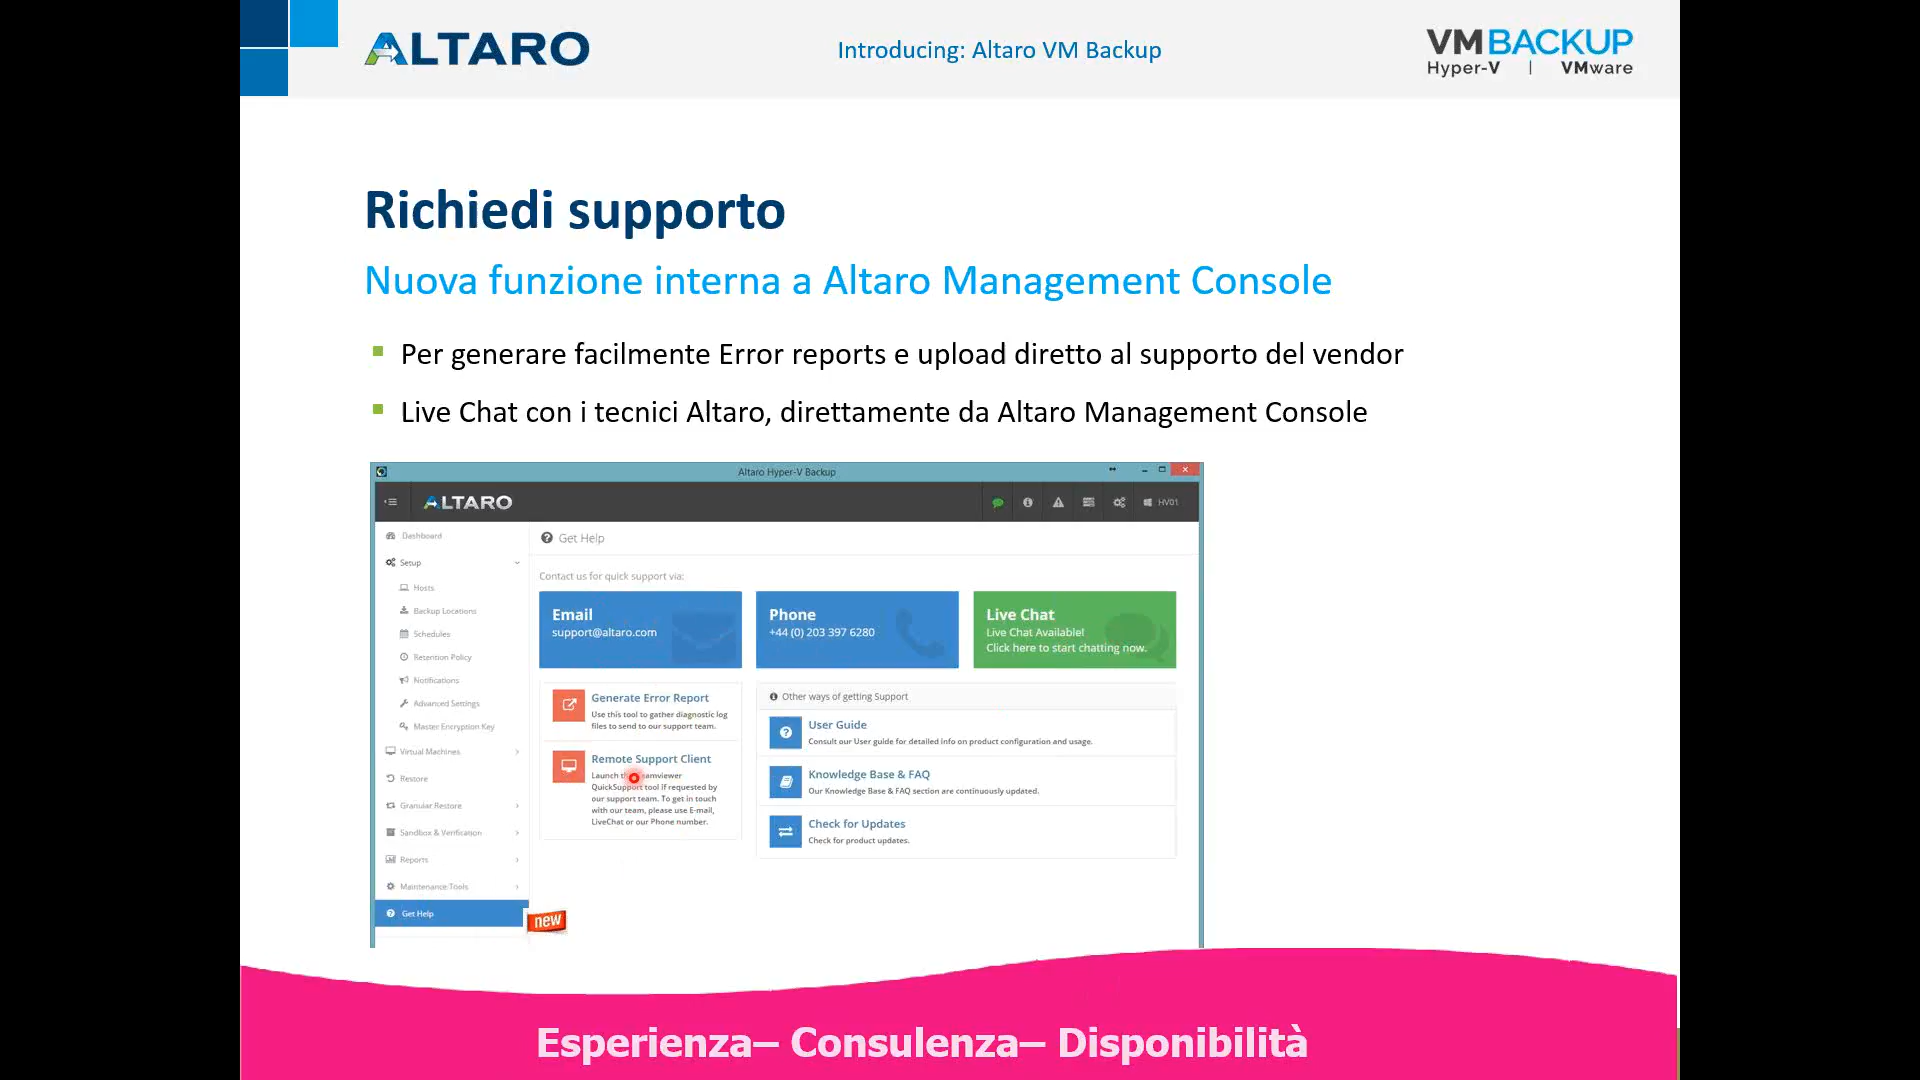 ALTARO
Introducing: Altaro VM Backup
VMBACKUP
Hyper-V | VMware
Richiedi supporto
Nuova funzione interna a Altaro Management Console
Per generare facilmente Error reports e upload diretto al supporto del vendor
Live Chat con i tecnici Altaro, direttamente da Altaro Management Console
Altaro Hyper-V Backup
ALTARO
HV01
Dashboard
Setup
Hosts
Backup Locations
Schedules
Retention Policy
Notifications
Advanced Settings
Master Encryption Key
Virtual Machines
Restore
Granular Restore
Sandbox & Verification
Reports
Maintenance Tools
Get Help
new
Get Help
Contact us for quick support via:
Email
support@altaro.com
Phone
+44 (0) 203 397 6280
Live Chat
Live Chat Available!
Click here to start chatting now.
Generate Error Report
Use this tool to gather diagnostic log
files to send to our support team.
Remote Support Client
Launch
QuickSupport tool if requested by
our support team. To get in touch
with our team, please use E-mail,
LiveChat or our Phone number.
Other ways of getting Support
User Guide
Consult our User guide for detailed info on product configuration and usage.
Knowledge Base & FAQ
Our Knowledge Base & FAQ section are continuously updated.
Check for Updates
Check for product updates.
Esperienza– Consulenza– Disponibilità